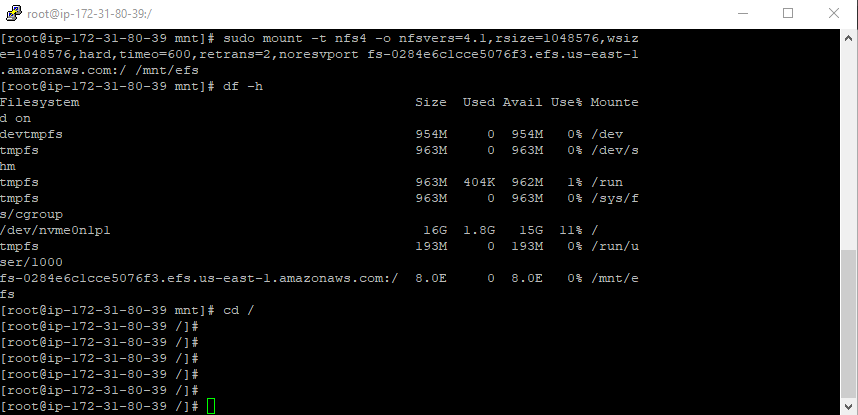 root@ip-172-31-80-39:/
[root@ip-172-31-80-39 mnt]# sudo mount -t nfs4 -o nfsvers=4.1,rsize=1048576,wsiz
e=1048576,hard,timeo=600,retrans=2,noresvport fs-0284e6c1cce5076f3.efs.us-east-1
.amazonaws.com:/ /mnt/efs
[root@ip-172-31-80-39 mnt]# df -h
Filesystem                                      Size  Used Avail Use% Mounte
d on
devtmpfs                                        954M     0  954M   0% /dev
tmpfs                                           963M     0  963M   0% /dev/s
hm
tmpfs                                           963M  404K  962M   1% /run
tmpfs                                           963M     0  963M   0% /sys/f
s/cgroup
/dev/nvme0n1p1                                   16G  1.8G   15G  11% /
tmpfs                                           193M     0  193M   0% /run/u
ser/1000
fs-0284e6c1cce5076f3.efs.us-east-1.amazonaws.com:/  8.0E     0  8.0E   0% /mnt/e
fs
[root@ip-172-31-80-39 mnt]# cd /
[root@ip-172-31-80-39 /]#
[root@ip-172-31-80-39 /]#
[root@ip-172-31-80-39 /]#
[root@ip-172-31-80-39 /]#
[root@ip-172-31-80-39 /]#
[root@ip-172-31-80-39 /]#